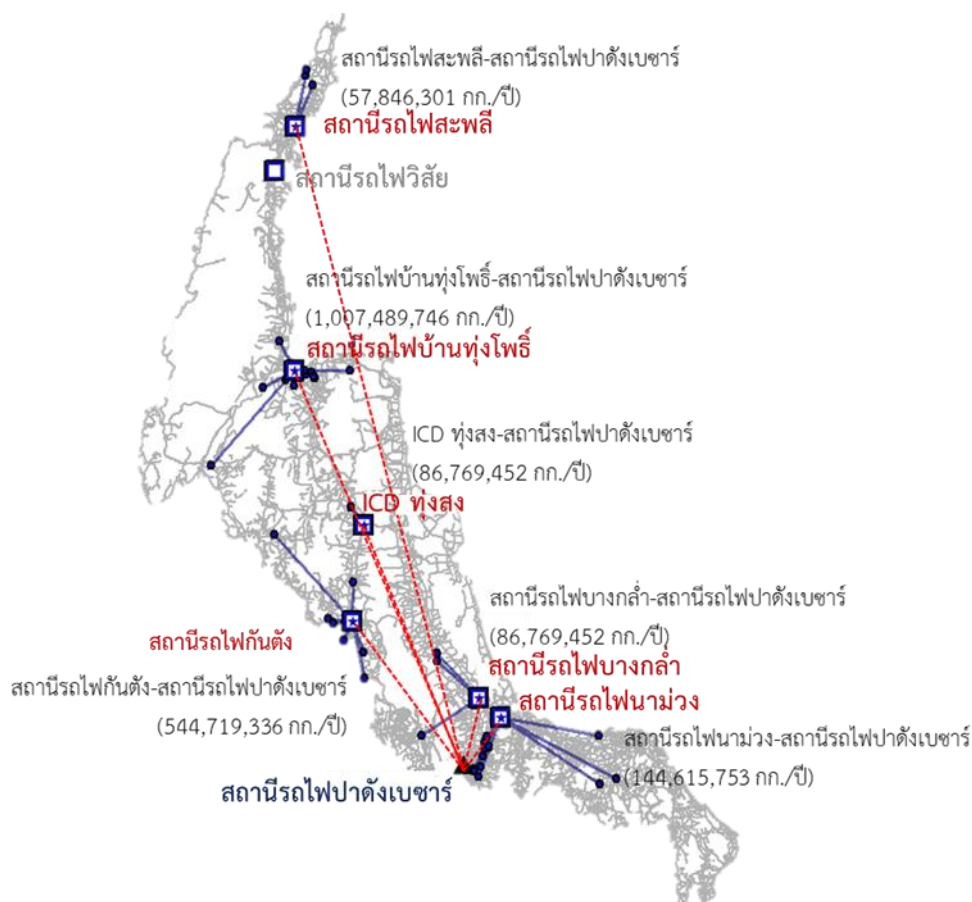 สถานีรถไฟสะพลี-สถานีรถไฟปาดังเบซาร์
(57,846,301 กก./ปี)
สถานีรถไฟสะพลี
สถานีรถไฟวิสัย
สถานีรถไฟบ้านทุ่งโพธิ์-สถานีรถไฟปาดังเบซาร์
(1,007,489,746 กก./ปี)
สถานีรถไฟบ้านทุ่งโพธิ์
ICD ทุ่งสง-สถานีรถไฟปาดังเบซาร์
(86,769,452 กก./ปี)
ICD ทุ่งสง
สถานีรถไฟบางกล่ำ-สถานีรถไฟปาดังเบซาร์
(86,769,452 กก./ปี)
สถานีรถไฟบางกล่ำ
สถานีรถไฟกันตัง
สถานีรถไฟกันตัง-สถานีรถไฟปาดังเบซาร์
(544,719,336 กก./ปี)
สถานีรถไฟนาม่วง
สถานีรถไฟนาม่วง-สถานีรถไฟปาดังเบซาร์
(144,615,753 กก./ปี)
สถานีรถไฟปาดังเบซาร์